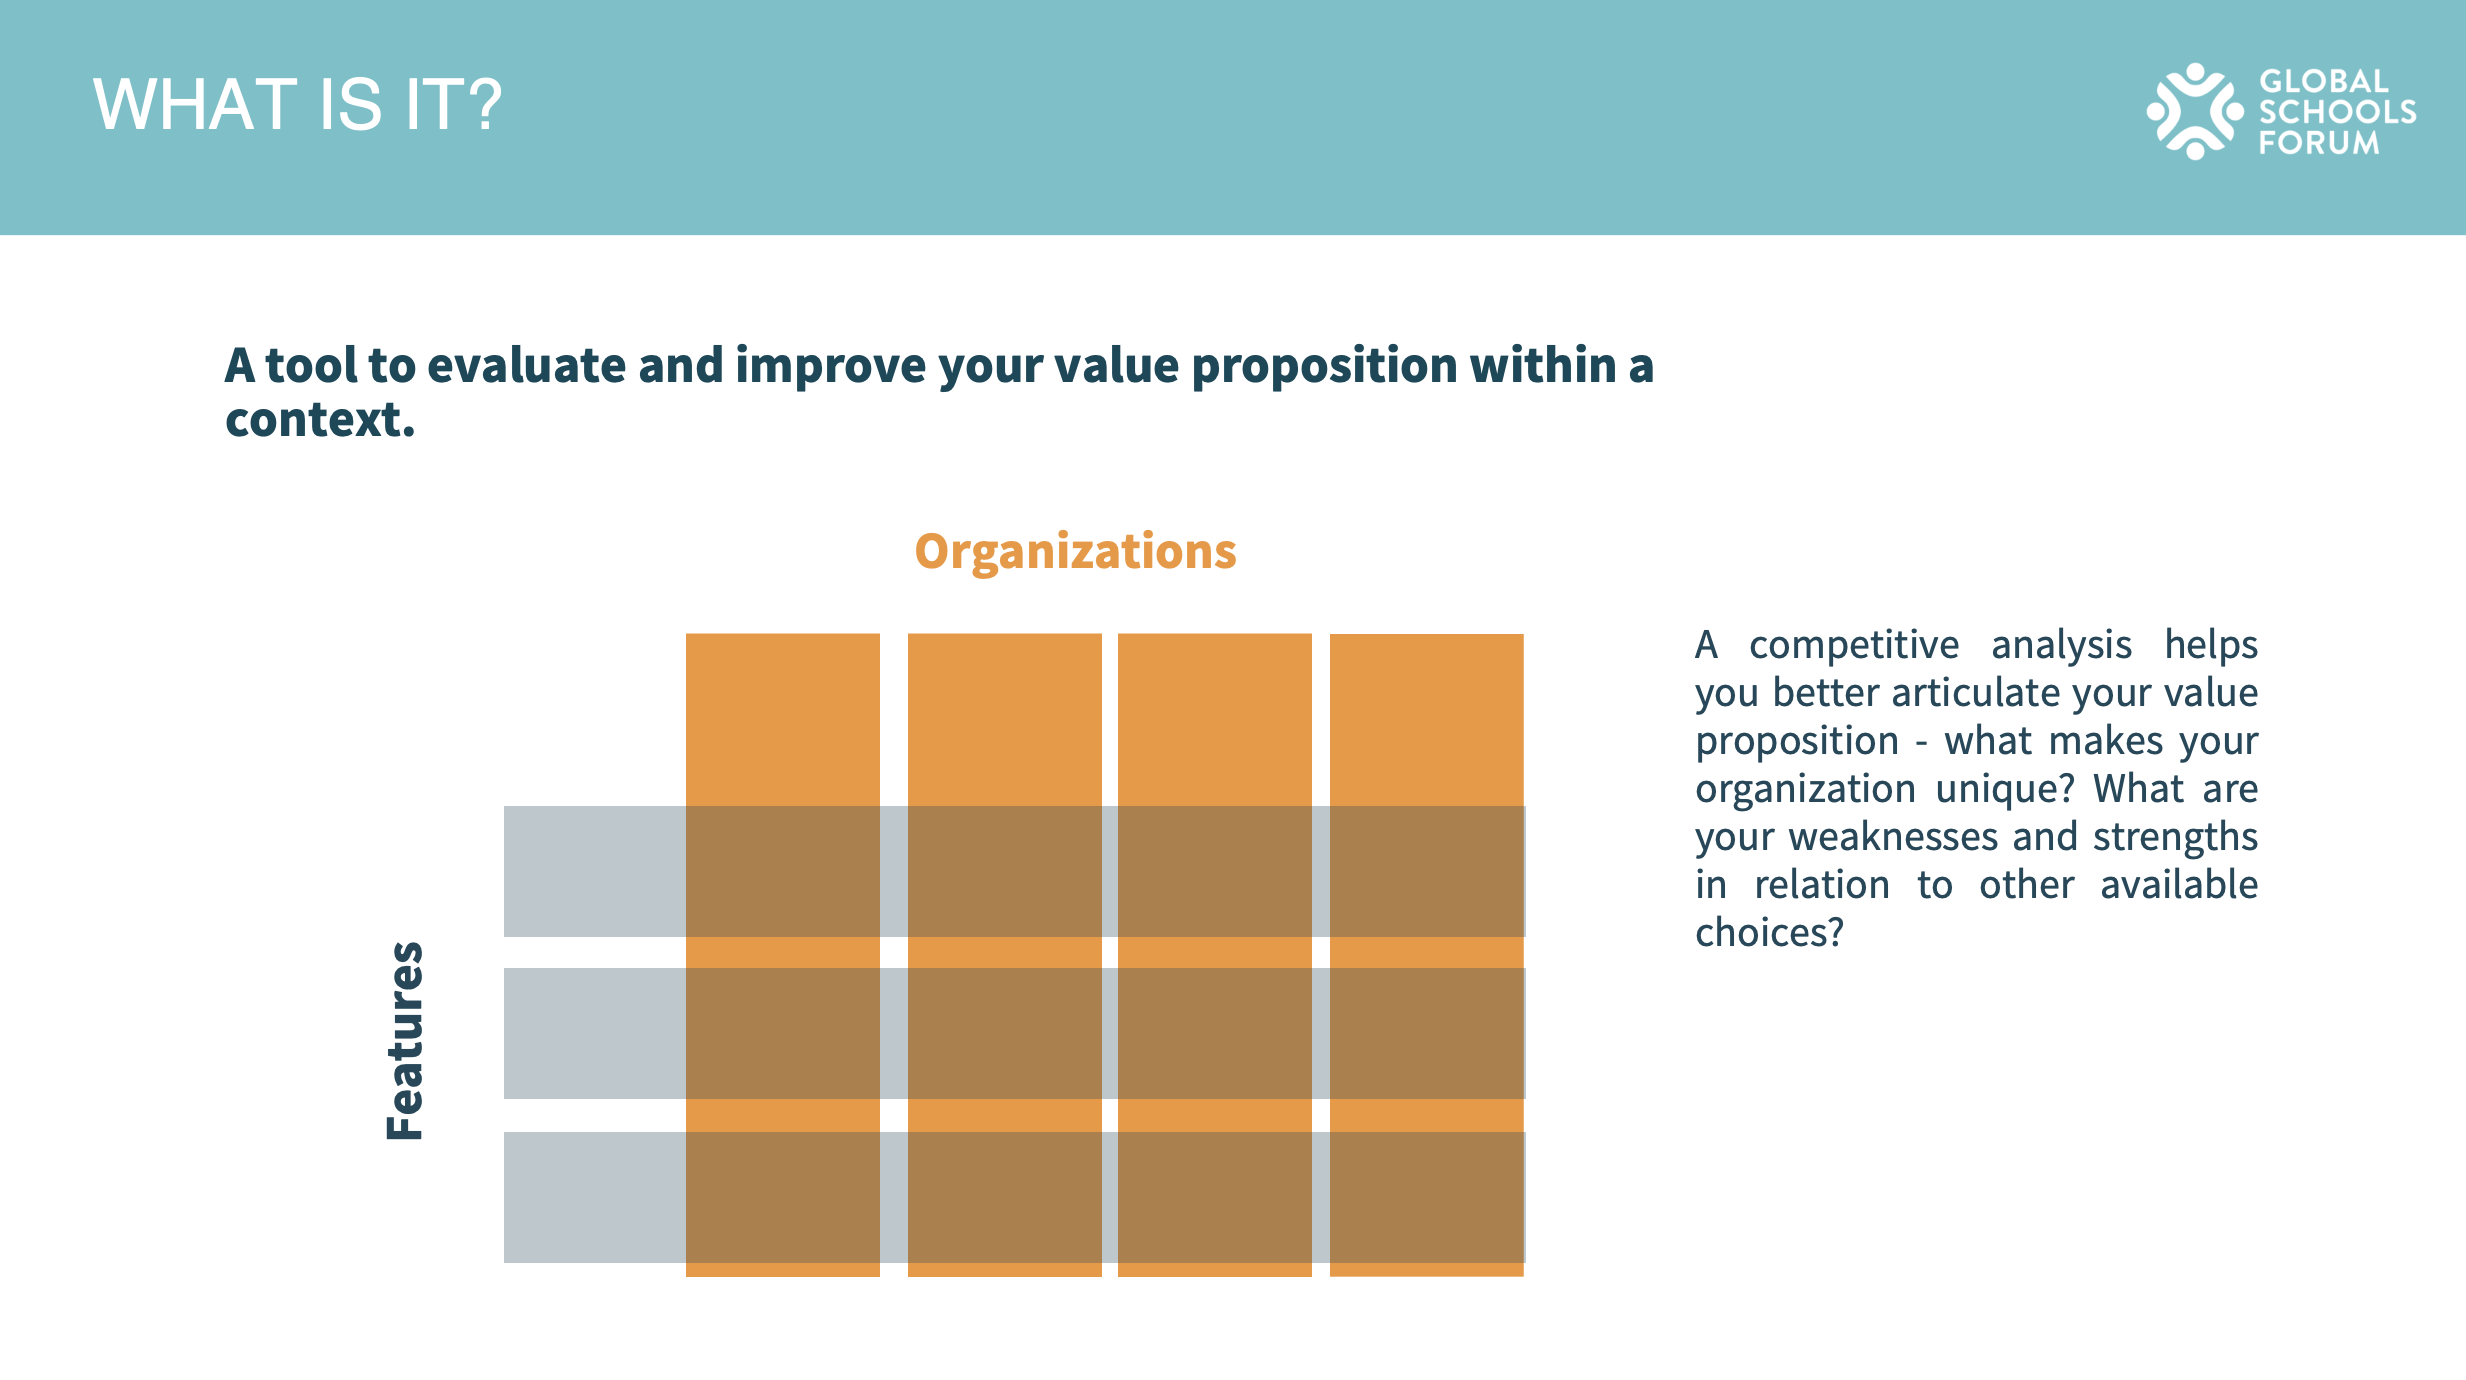 WHAT IS IT?
GLOBAL
SCHOOLS
FORUM
A tool to evaluate and improve your value proposition within a
context.
Organizations
Features
A competitive analysis helps
you better articulate your value
proposition - what makes your
organization unique? What are
your weaknesses and strengths
in relation to other available
choices?